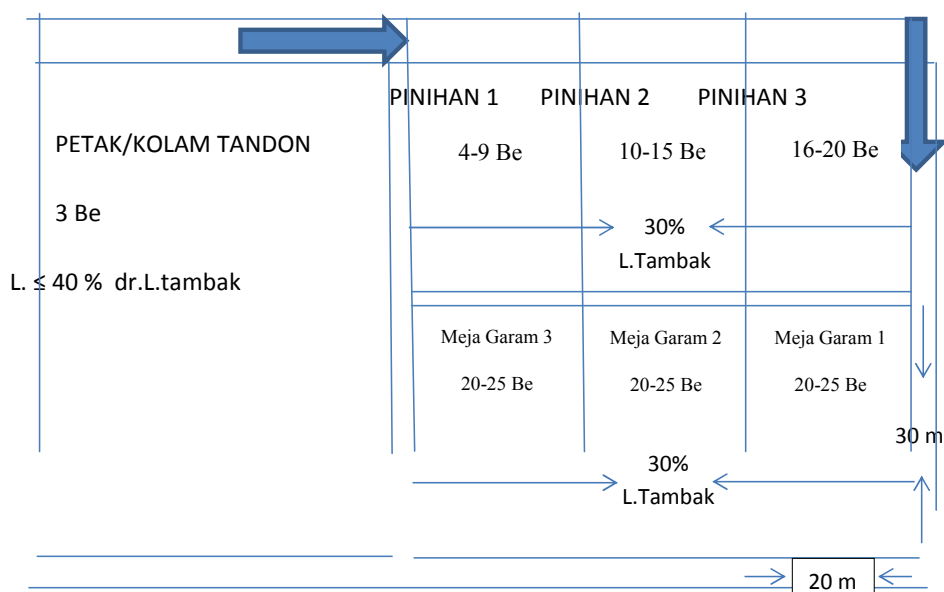 PINIHAN 1 PINIHAN 2 PINIHAN 3
PETAK/KOLAM TANDON
4-9 Be
10-15 Be
16-20 Be
3 Be
30%
L.Tambak
L. ≤ 40 % dr.L.tambak
Meja Garam 3
Meja Garam 2
Meja Garam 1
20-25 Be
20-25 Be
20-25 Be
30 m
30%
L.Tambak
20 m